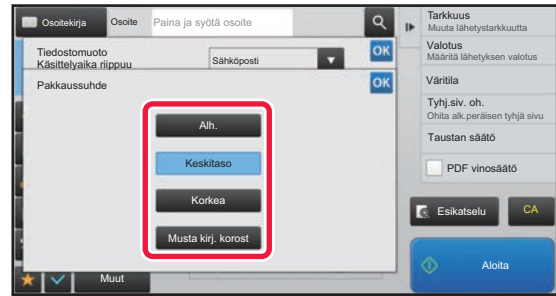 Osoitekirja
Osoite
Paina ja syötä osoite
Tiedostomuoto
Käsittelyaika riippuu
Sähköposti
OK
Pakkaussuhde
OK
Alh.
Keskitaso
Korkea
Musta kirj. korost
Muut
Tarkkuus
Muuta lähetystarkkuutta
Valotus
Määritä lähetyksen valotus
Väritila
Tyhj.siv. oh.
Ohita alk.peräisen tyhjä sivu
Taustan säätö
PDF vinosäätö
Esikatselu
CA
Aloita